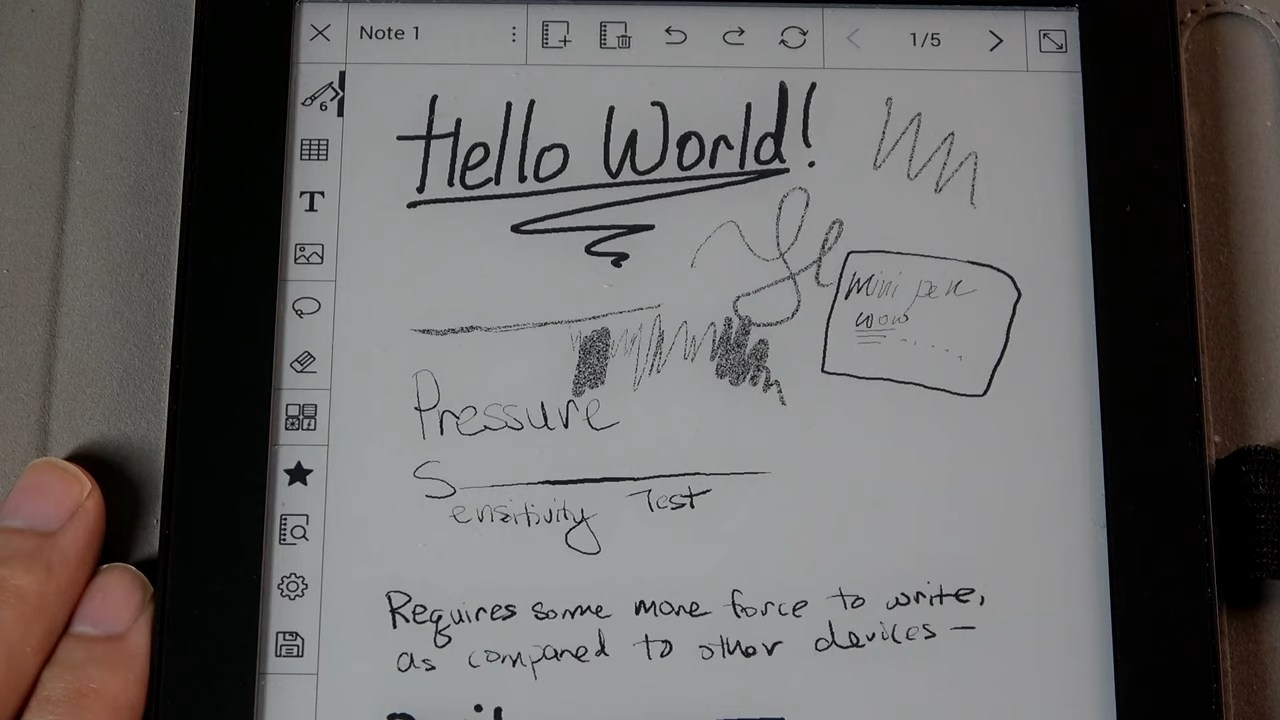 Note 1
1/5
6
T
Hello World!
mini pen
wow
Pressure
Sensitivity Test
Requires some more force to write,
as compared to other devices—